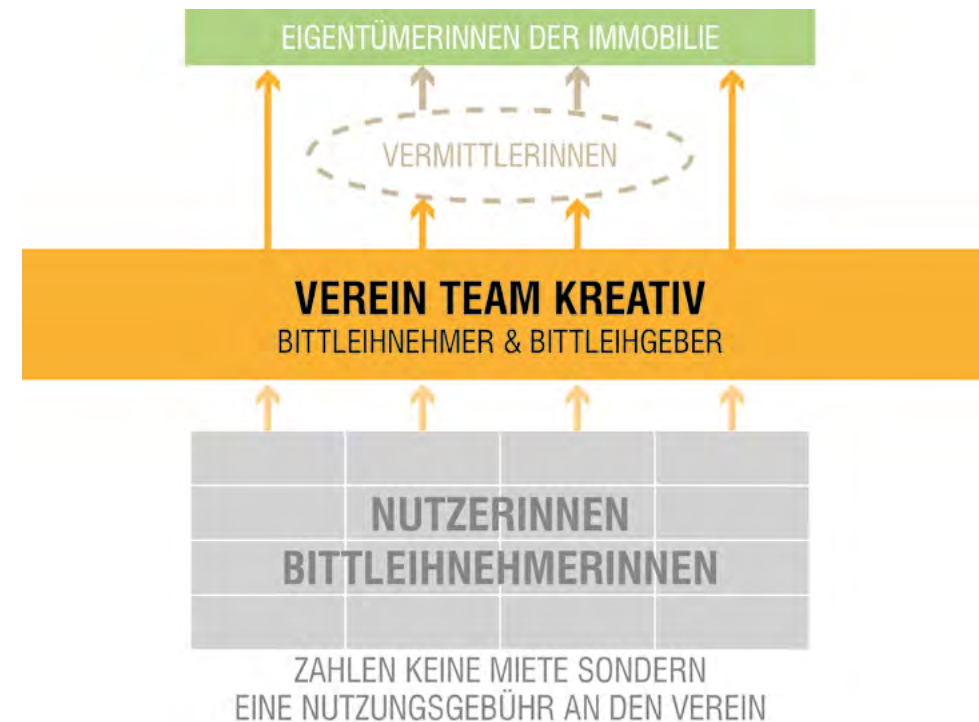 EIGENTÜMERINNEN DER IMMOBILIE
VERMITTLERINNEN
VEREIN TEAM KREATIV
BITTLEIHNEHMER & BITTLEIHGEBER
NUTZERINNEN
BITTLEIHNEHMERINNEN
ZAHLEN KEINE MIETE SONDERN
EINE NUTZUNGSGEBÜHR AN DEN VEREIN